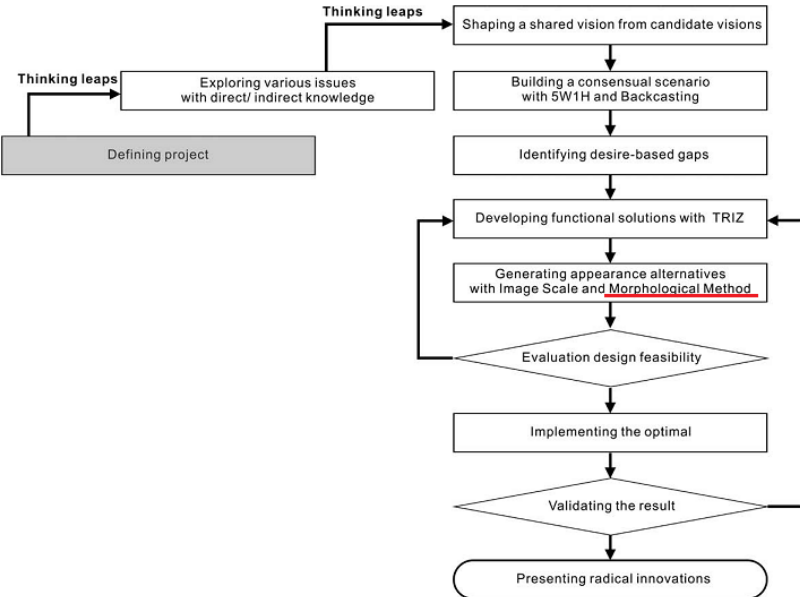 Thinking leaps
Shaping a shared vision from candidate visions
Thinking leaps
Exploring various issues
with direct/ indirect knowledge
Building a consensual scenario
with 5W1H and Backcasting
Defining project
Identifying desire-based gaps
Developing functional solutions with TRIZ
Generating appearance alternatives
with Image Scale and Morphological Method
Evaluation design feasibility
Implementing the optimal
Validating the result
Presenting radical innovations